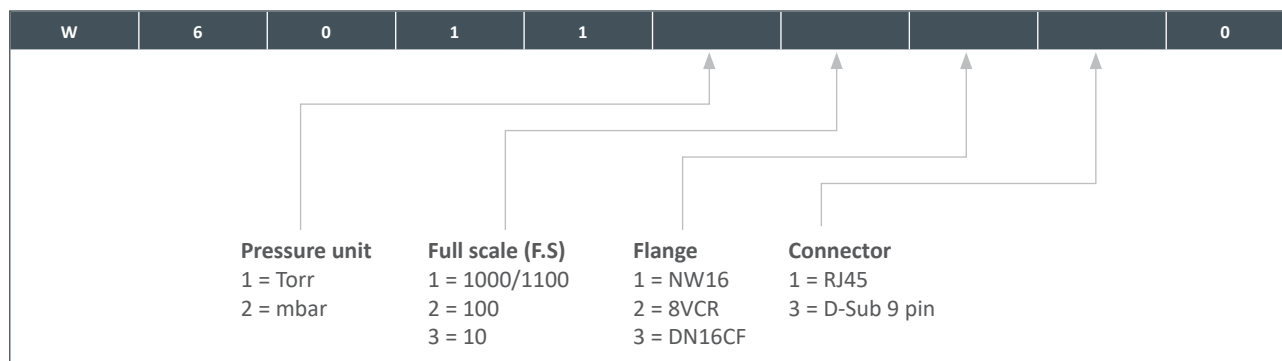 W 6 0 1 1 0
Pressure unit Full scale (F.S) Flange Connector
1 = Torr 1 = 1000/1100 1 = NW16 1 = RJ45
2 = mbar 2 = 100 2 = 8VCR 3 = D-Sub 9 pin
3 = 10 3 = DN16CF